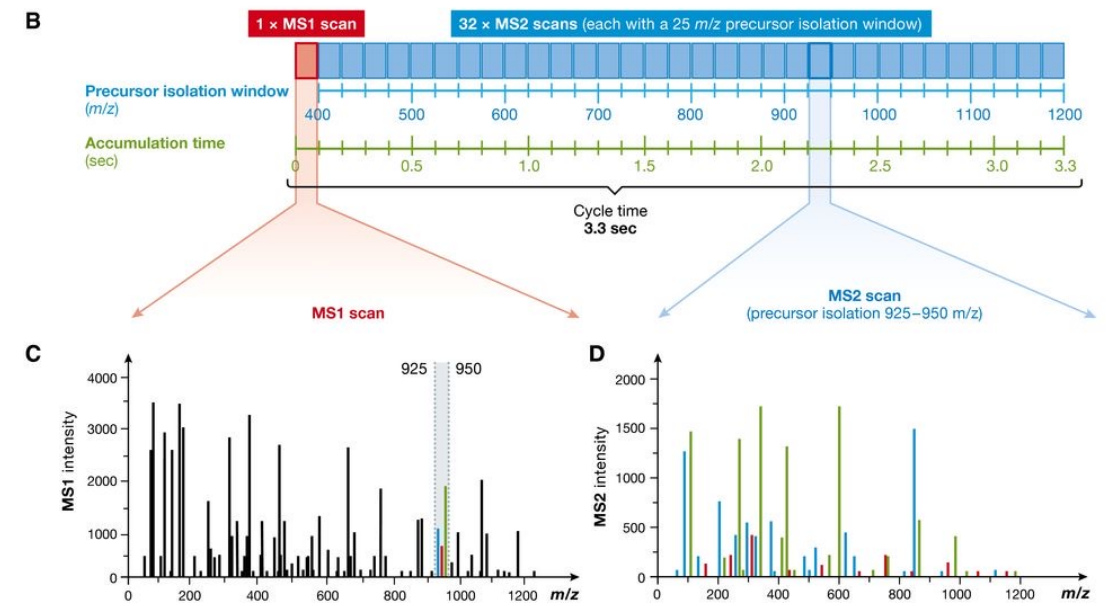 B
1 × MS1 scan
32 × MS2 scans (each with a 25 m/z precursor isolation window)
Precursor isolation window
(m/z)
400 500 600 700 800 900 1000 1100 1200
Accumulation time
(sec)
0 0.5 1.0 1.5 2.0 2.5 3.0 3.3
Cycle time
3.3 sec
MS1 scan
MS2 scan
(precursor isolation 925–950 m/z)
C
925 950
MS1 intensity
4000
3000
2000
1000
0
0 200 400 600 800 1000 1200 m/z
D
MS2 intensity
2000
1500
1000
500
0
0 200 400 600 800 1000 1200 m/z